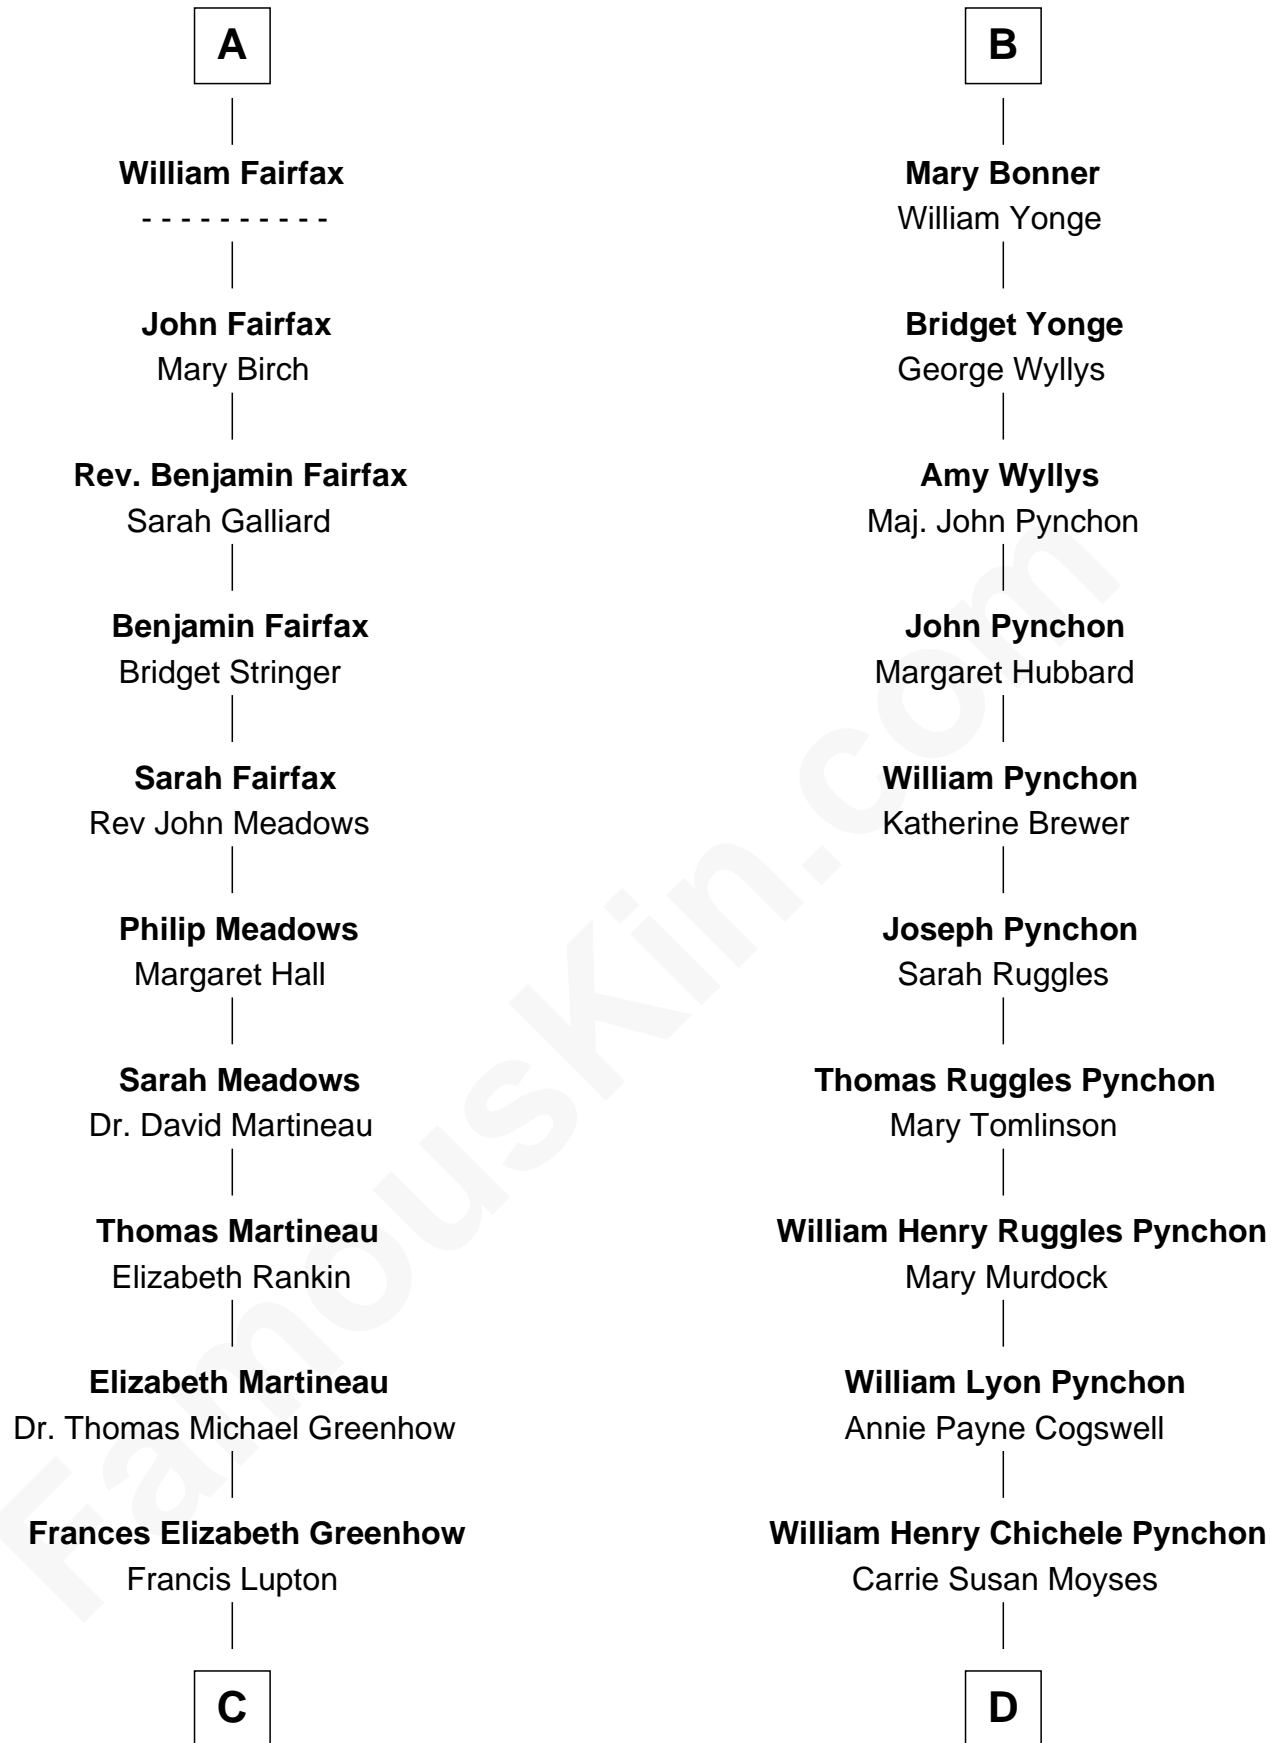 A
William Fairfax
- - - - - - - - - -
John Fairfax
Mary Birch
Rev. Benjamin Fairfax
Sarah Galliard
Benjamin Fairfax
Bridget Stringer
Sarah Fairfax
Rev John Meadows
Philip Meadows
Margaret Hall
Sarah Meadows
Dr. David Martineau
Thomas Martineau
Elizabeth Rankin
Elizabeth Martineau
Dr. Thomas Michael Greenhow
Frances Elizabeth Greenhow
Francis Lupton
C
B
Mary Bonner
William Yonge
Bridget Yonge
George Wyllys
Amy Wyllys
Maj. John Pynchon
John Pynchon
Margaret Hubbard
William Pynchon
Katherine Brewer
Joseph Pynchon
Sarah Ruggles
Thomas Ruggles Pynchon
Mary Tomlinson
William Henry Ruggles Pynchon
Mary Murdock
William Lyon Pynchon
Annie Payne Cogswell
William Henry Chichele Pynchon
Carrie Susan Moyses
D
FamousKin.com